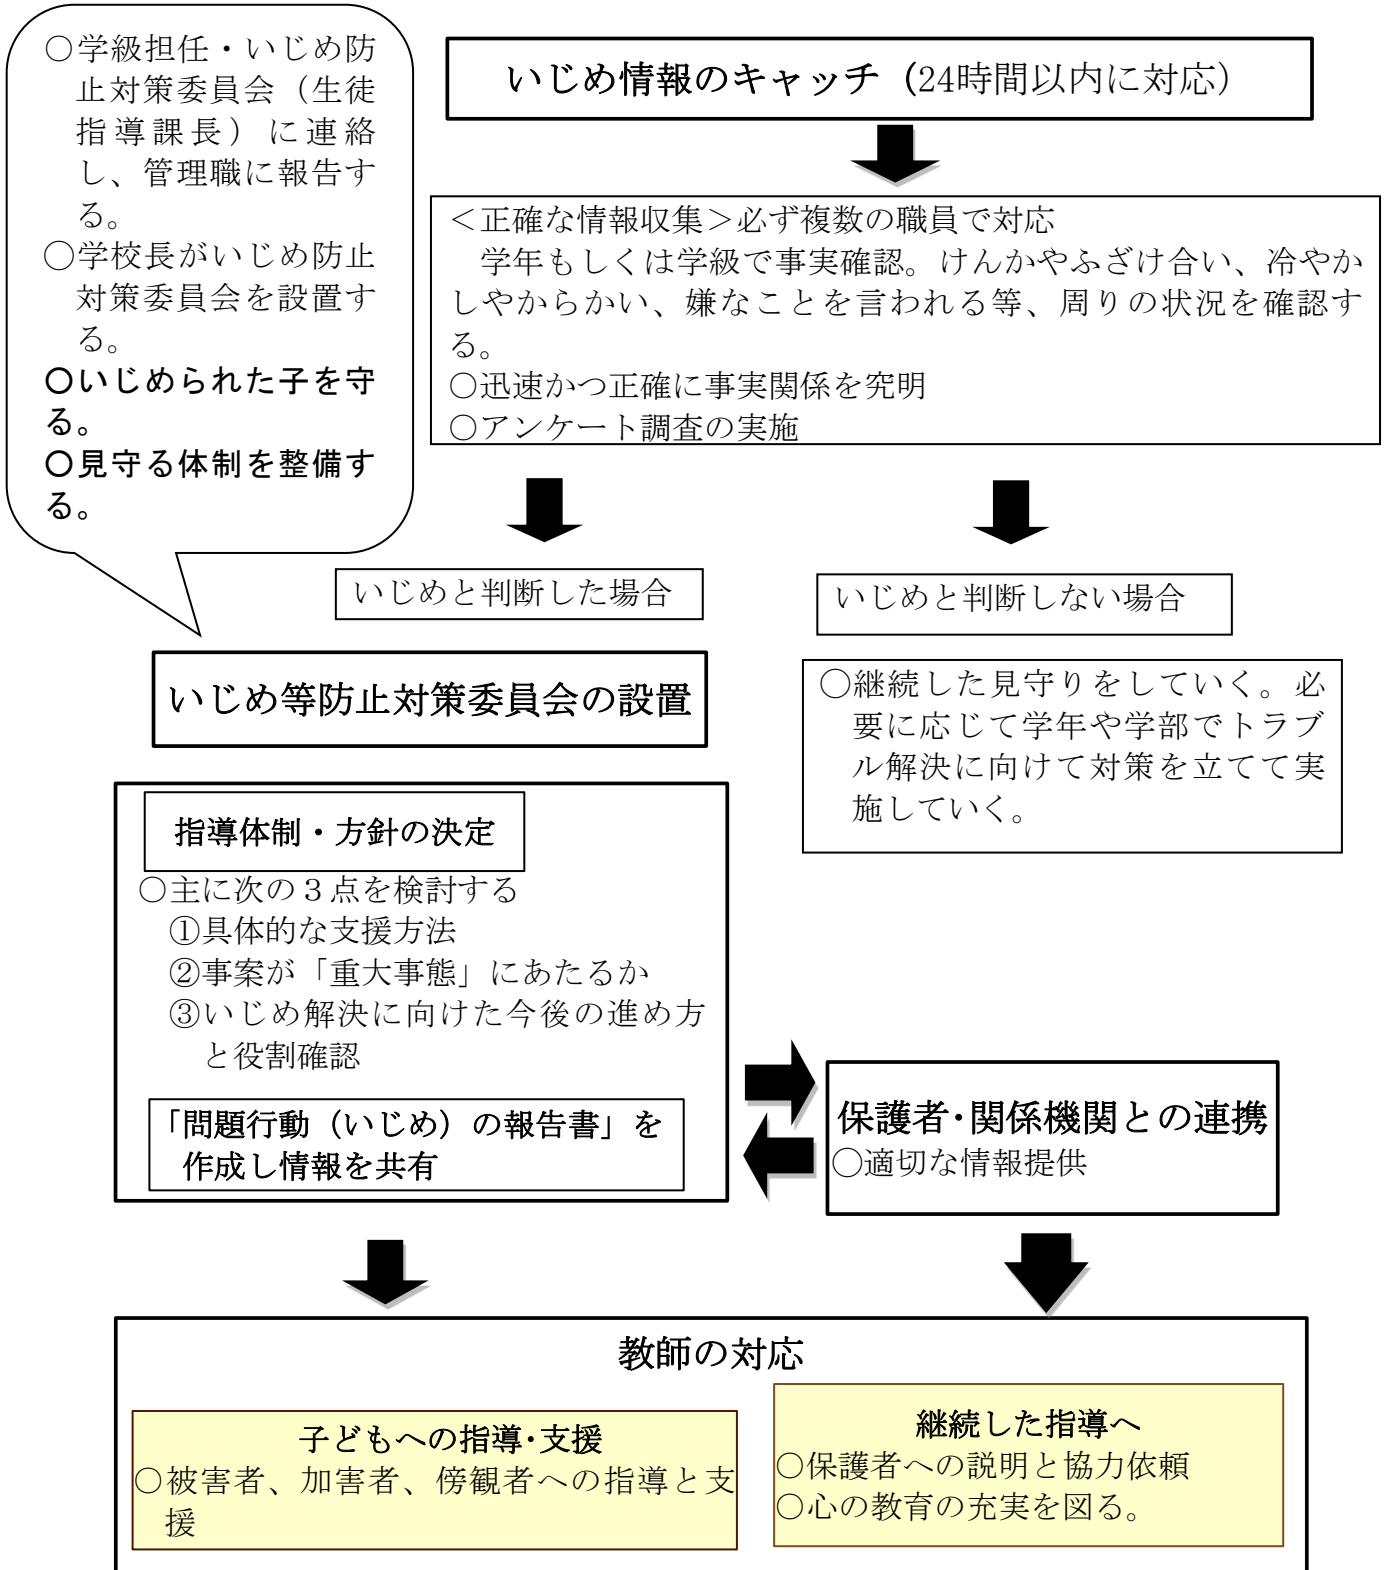 ○学級担任・いじめ防
止対策委員会（生徒
指導課長）に連絡
し、管理職に報告す
る。
○学校長がいじめ防止
対策委員会を設置す
る。
○いじめられた子を守
る。
○見守る体制を整備す
る。
いじめ情報のキャッチ（24時間以内に対応）
＜正確な情報収集＞必ず複数の職員で対応
学年もしくは学級で事実確認。けんかやふざけ合い、冷やか
しやからかい、嫌なことを言われる等、周りの状況を確認す
る。
○迅速かつ正確に事実関係を究明
○アンケート調査の実施
いじめと判断した場合
いじめと判断しない場合
いじめ等防止対策委員会の設置
○継続した見守りをしていく。必
要に応じて学年や学部でトラブ
ル解決に向けて対策を立てて実
施していく。
指導体制・方針の決定
○主に次の３点を検討する
①具体的な支援方法
②事案が「重大事態」にあたるか
③いじめ解決に向けた今後の進め方
と役割確認
「問題行動（いじめ）の報告書」を
作成し情報を共有
保護者・関係機関との連携
○適切な情報提供
教師の対応
子どもへの指導・支援
○被害者、加害者、傍観者への指導と支
援
継続した指導へ
○保護者への説明と協力依頼
○心の教育の充実を図る。